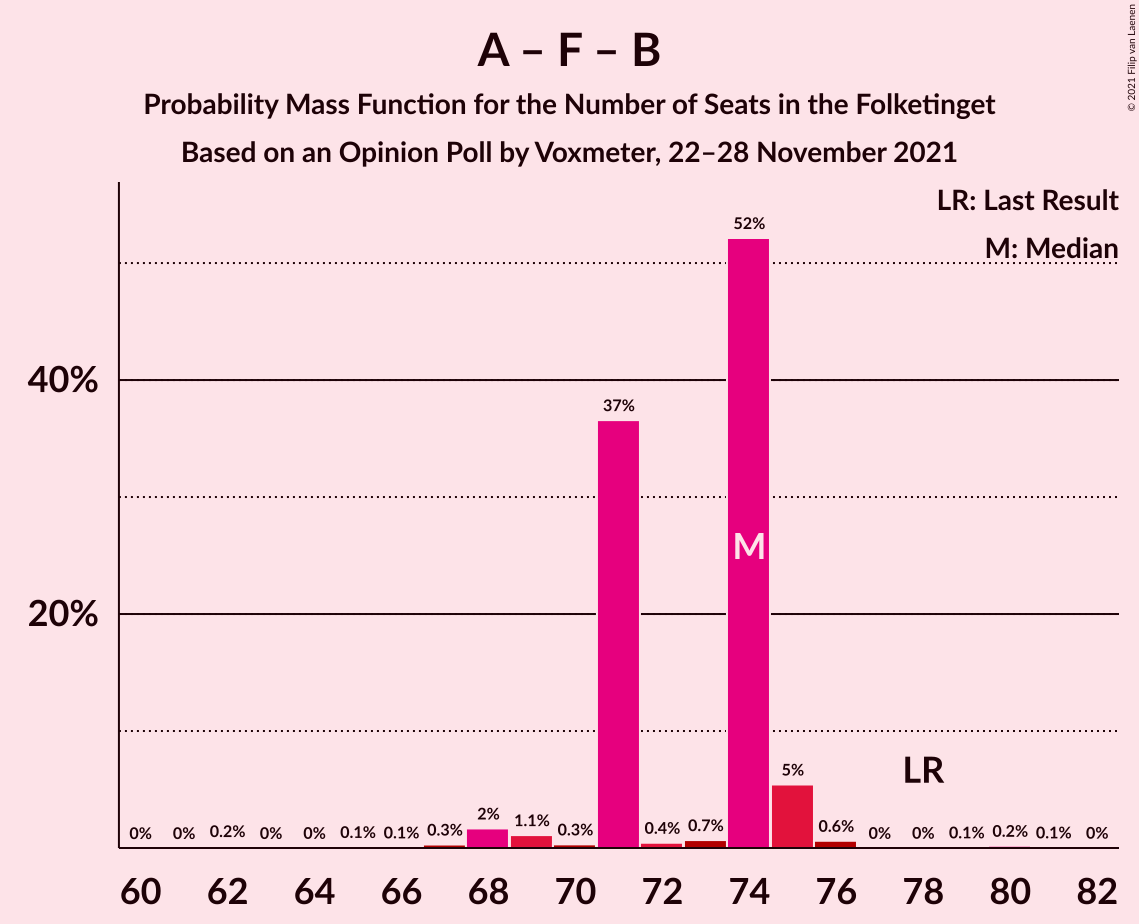 A – F – B
Probability Mass Function for the Number of Seats in the Folketinget
Based on an Opinion Poll by Voxmeter, 22–28 November 2021
© 2021 Filip van Laenen
LR: Last Result
M: Median
52%
40%
37%
M
20%
LR
5%
0% 0% 0.2% 0% 0% 0.1% 0.1% 0.3% 2% 1.1% 0.3% 0.4% 0.7% 0.6% 0% 0% 0.1% 0.2% 0.1% 0%
60 62 64 66 68 70 72 74 76 78 80 82